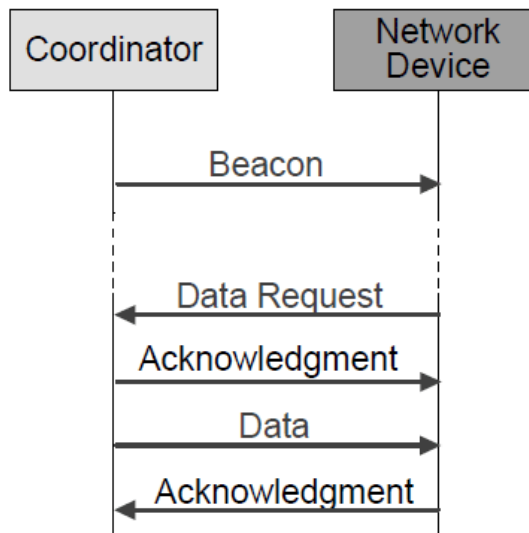 Coordinator
Network
Device
Beacon
Data Request
Acknowledgment
Data
Acknowledgment